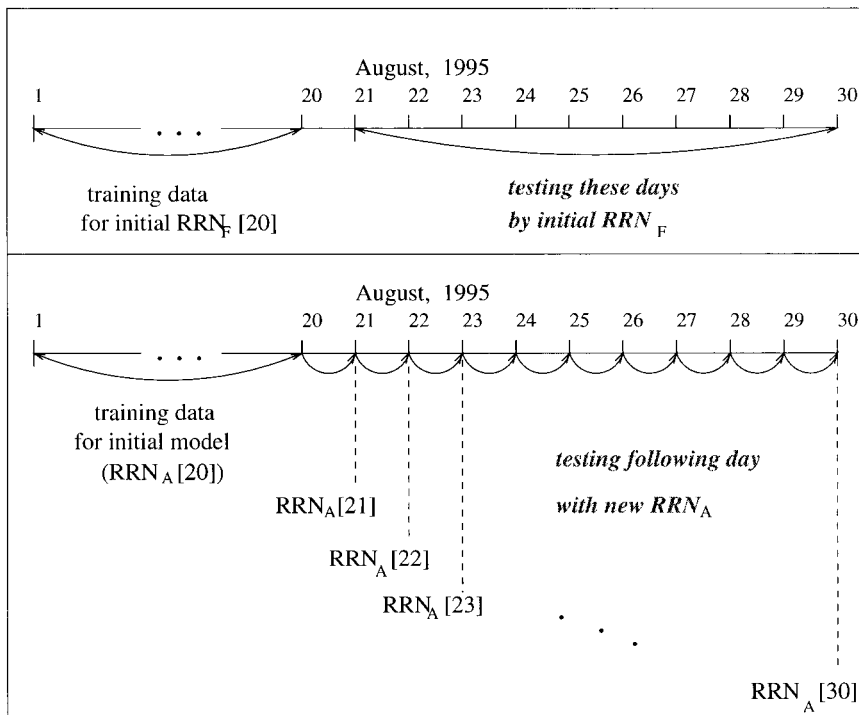 August, 1995
1 20 21 22 23 24 25 26 27 28 29 30
. . .
training data
for initial RRN_F [20]
testing these days
by initial RRN_F
August, 1995
1 20 21 22 23 24 25 26 27 28 29 30
. . .
training data
for initial model
(RRN_A [20])
testing following day
with new RRN_A
RRN_A [21]
RRN_A [22]
RRN_A [23]
. . .
RRN_A [30]